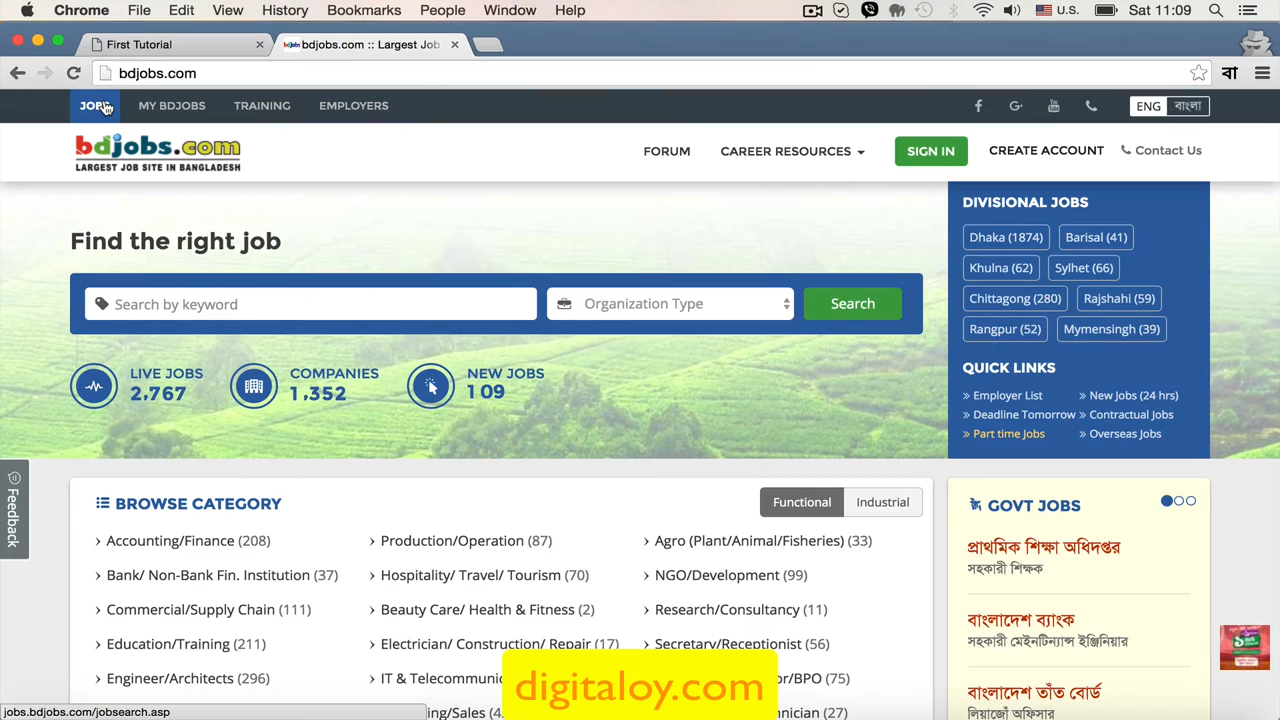 Chrome File Edit View History Bookmarks People Window Help U.S. Sat 11:09
First Tutorial bdjobs.com :: Largest Job
bdjobs.com বা
JOBS MY BDJOBS TRAINING EMPLOYERS ENG বাংলা
bdjobs.com
LARGEST JOB SITE IN BANGLADESH
FORUM CAREER RESOURCES SIGN IN CREATE ACCOUNT Contact Us
Find the right job
Search by keyword Organization Type Search
LIVE JOBS
2,767
COMPANIES
1,352
NEW JOBS
109
DIVISIONAL JOBS
Dhaka (1874) Barisal (41)
Khulna (62) Sylhet (66)
Chittagong (280) Rajshahi (59)
Rangpur (52) Mymensingh (39)
QUICK LINKS
» Employer List » New Jobs (24 hrs)
» Deadline Tomorrow » Contractual Jobs
» Part time Jobs » Overseas Jobs
Feedback
BROWSE CATEGORY Functional Industrial
› Accounting/Finance (208) › Production/Operation (87) › Agro (Plant/Animal/Fisheries) (33)
› Bank/ Non-Bank Fin. Institution (37) › Hospitality/ Travel/ Tourism (70) › NGO/Development (99)
› Commercial/Supply Chain (111) › Beauty Care/ Health & Fitness (2) › Research/Consultancy (11)
› Education/Training (211) › Electrician/ Construction/ Repair (17) › Secretary/Receptionist (56)
› Engineer/Architects (296) › IT & Telecommunic or/BPO (75)
ing/Sales (4 hnician (27)
GOVT JOBS
প্রাথমিক শিক্ষা অধিদপ্তর
সহকারী শিক্ষক
বাংলাদেশ ব্যাংক
সহকারী মেইনটিন্যান্স ইঞ্জিনিয়ার
বাংলাদেশ তাঁত বোর্ড
লিয়াজোঁ অফিসার
digitaloy.com
jobs.bdjobs.com/jobsearch.asp